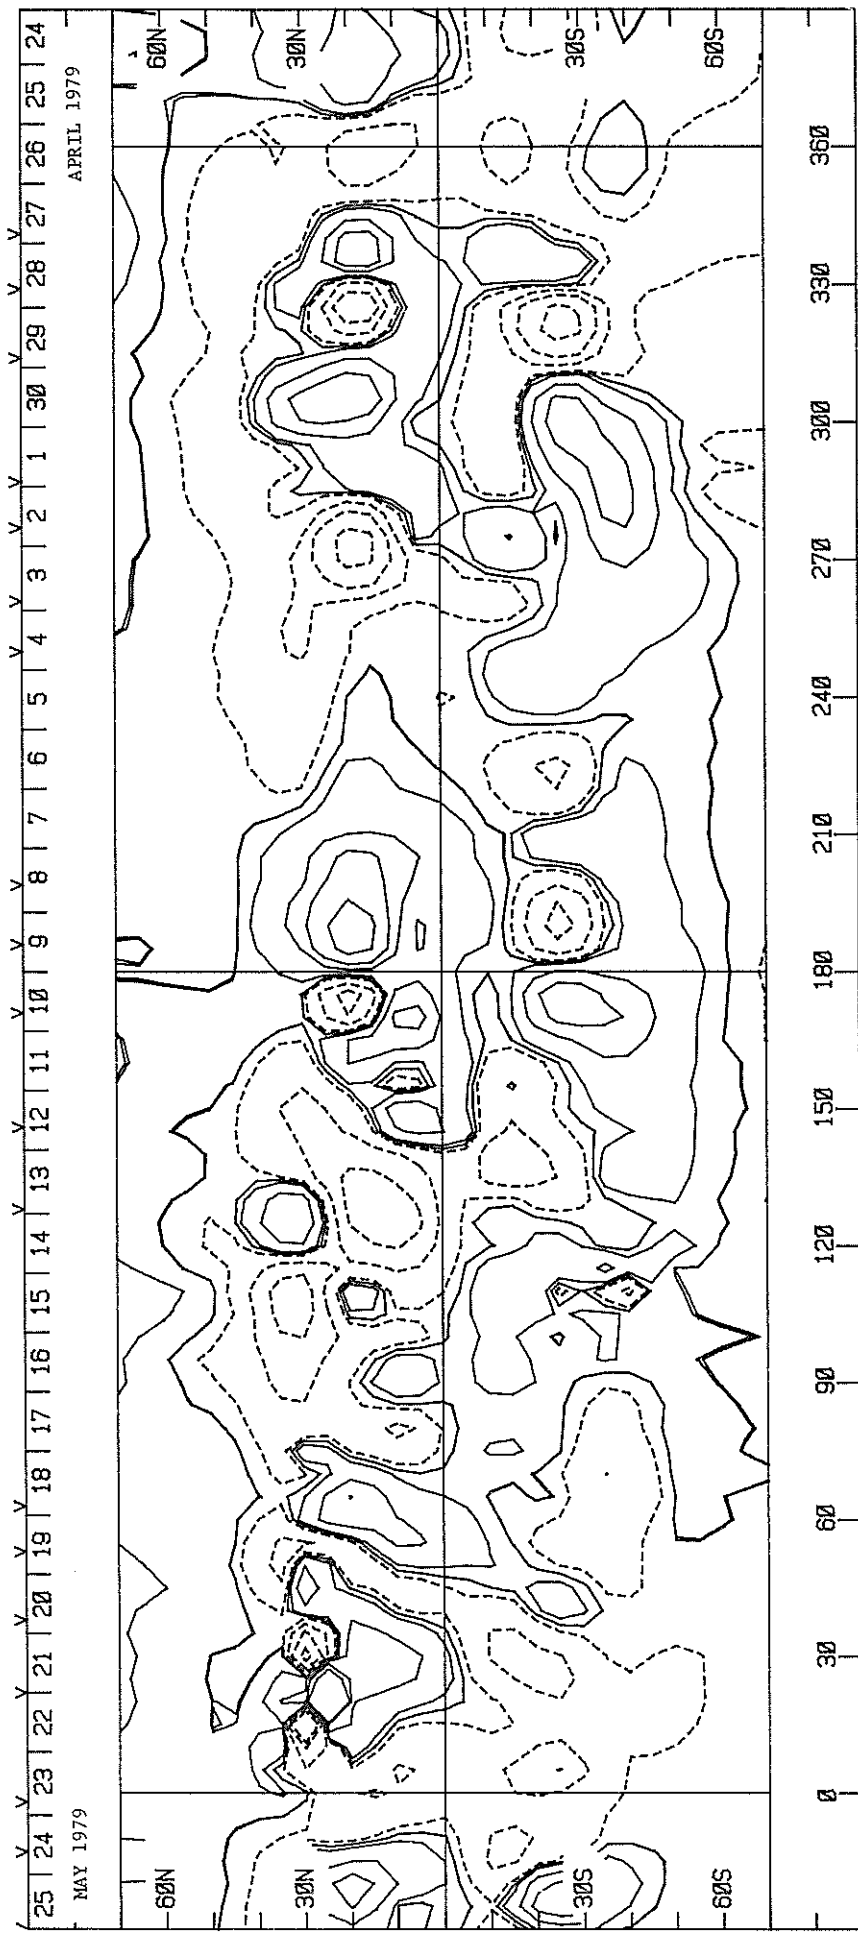 25 | 24 | 23 | 22 | 21 | 20 | 19 | 18 | 17 | 16 | 15 | 14 | 13 | 12 | 11 | 10 | 9 | 8 | 7 | 6 | 5 | 4 | 3 | 2 | 1 | 30 | 29 | 28 | 27 | 26 | 25 | 24
MAY 1979 APRIL 1979
60N 60N
30N 30N
30S 30S
60S 60S
0 30 60 90 120 150 180 210 240 270 300 330 360